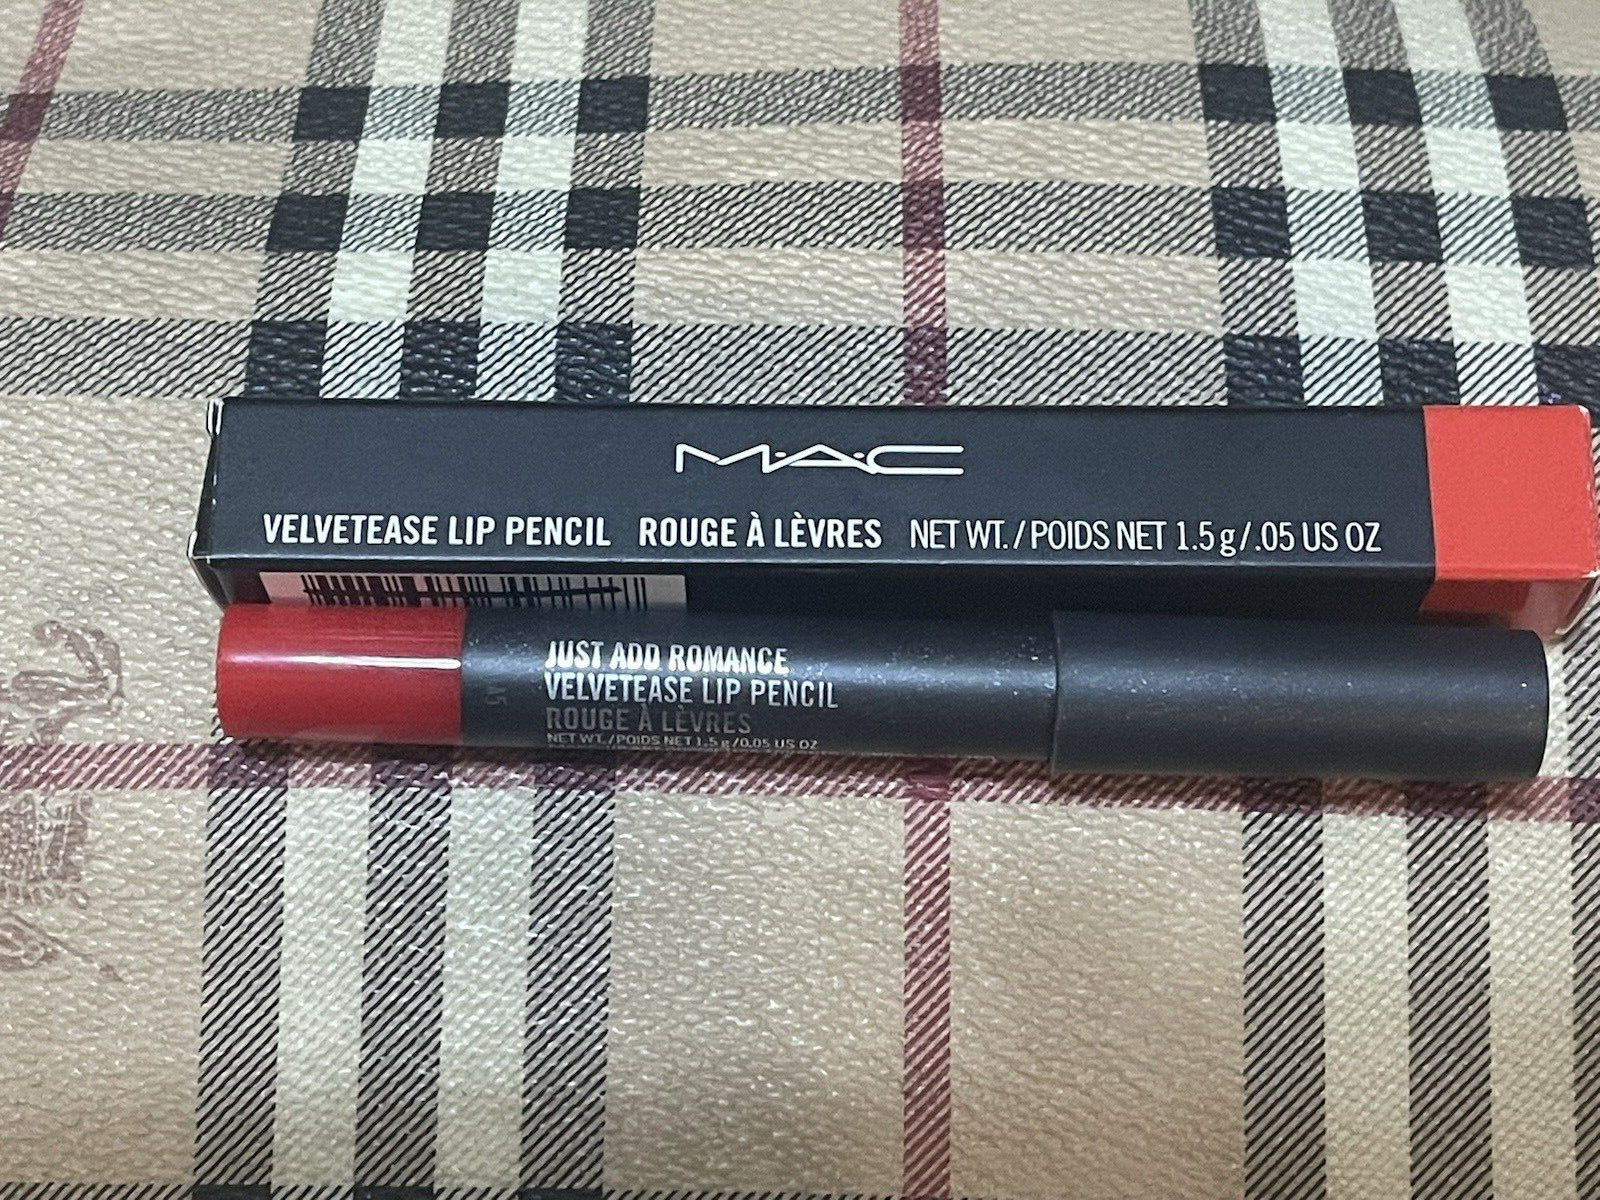 M·A·C
VELVETEASE LIP PENCIL ROUGE À LÈVRES NET WT. / POIDS NET 1.5 g / .05 US OZ
JUST ADD ROMANCE
VELVETEASE LIP PENCIL
ROUGE À LÈVRES
NET WT. / POIDS NET 1.5 g / 0.05 US OZ
A5